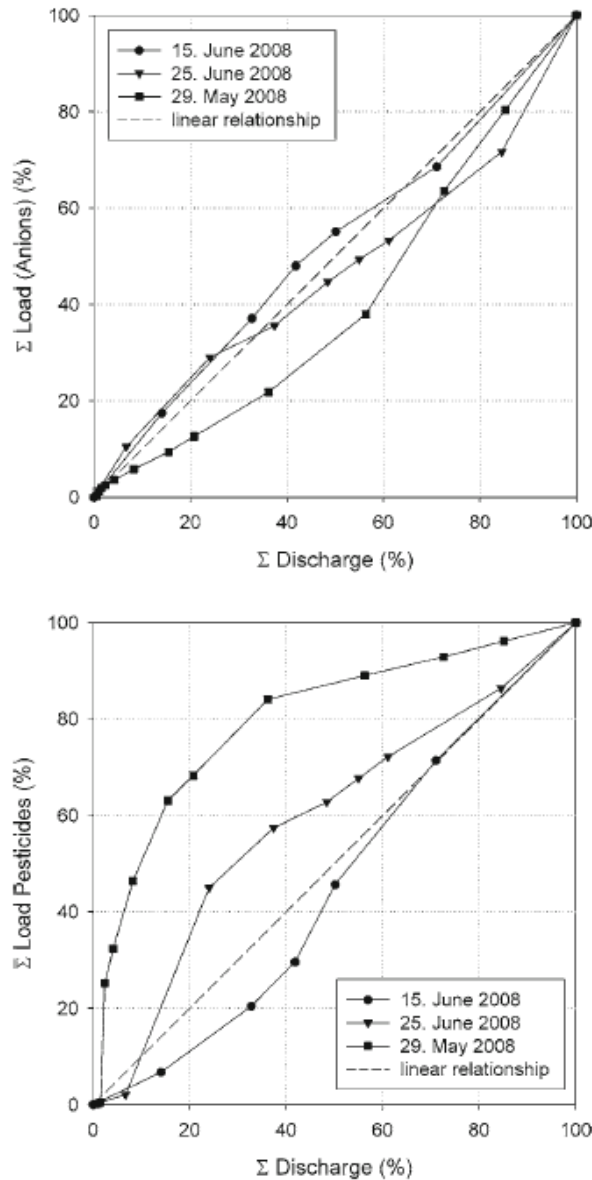 100
80
60
40
20
0
15. June 2008
25. June 2008
29. May 2008
linear relationship
Σ Load (Anions) (%)
0 20 40 60 80 100
Σ Discharge (%)
100
80
60
40
20
0
Σ Load Pesticides (%)
15. June 2008
25. June 2008
29. May 2008
linear relationship
0 20 40 60 80 100
Σ Discharge (%)